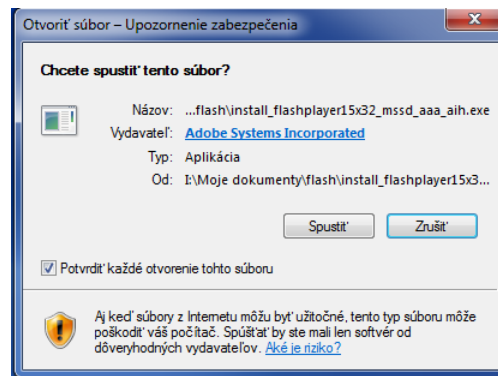 Otvoriť súbor – Upozornenie zabezpečenia
Chcete spustiť tento súbor?
Názov: ...flash\install_flashplayer15x32_mssd_aaa_aih.exe
Vydavateľ: Adobe Systems Incorporated
Typ: Aplikácia
Od: I:\Moje dokumenty\flash\install_flashplayer15x3...
Spustiť Zrušiť
Potvrdiť každé otvorenie tohto súboru
Aj keď súbory z Internetu môžu byť užitočné, tento typ súboru môže
poškodiť váš počítač. Spúšťať by ste mali len softvér od
dôveryhodných vydavateľov. Aké je riziko?